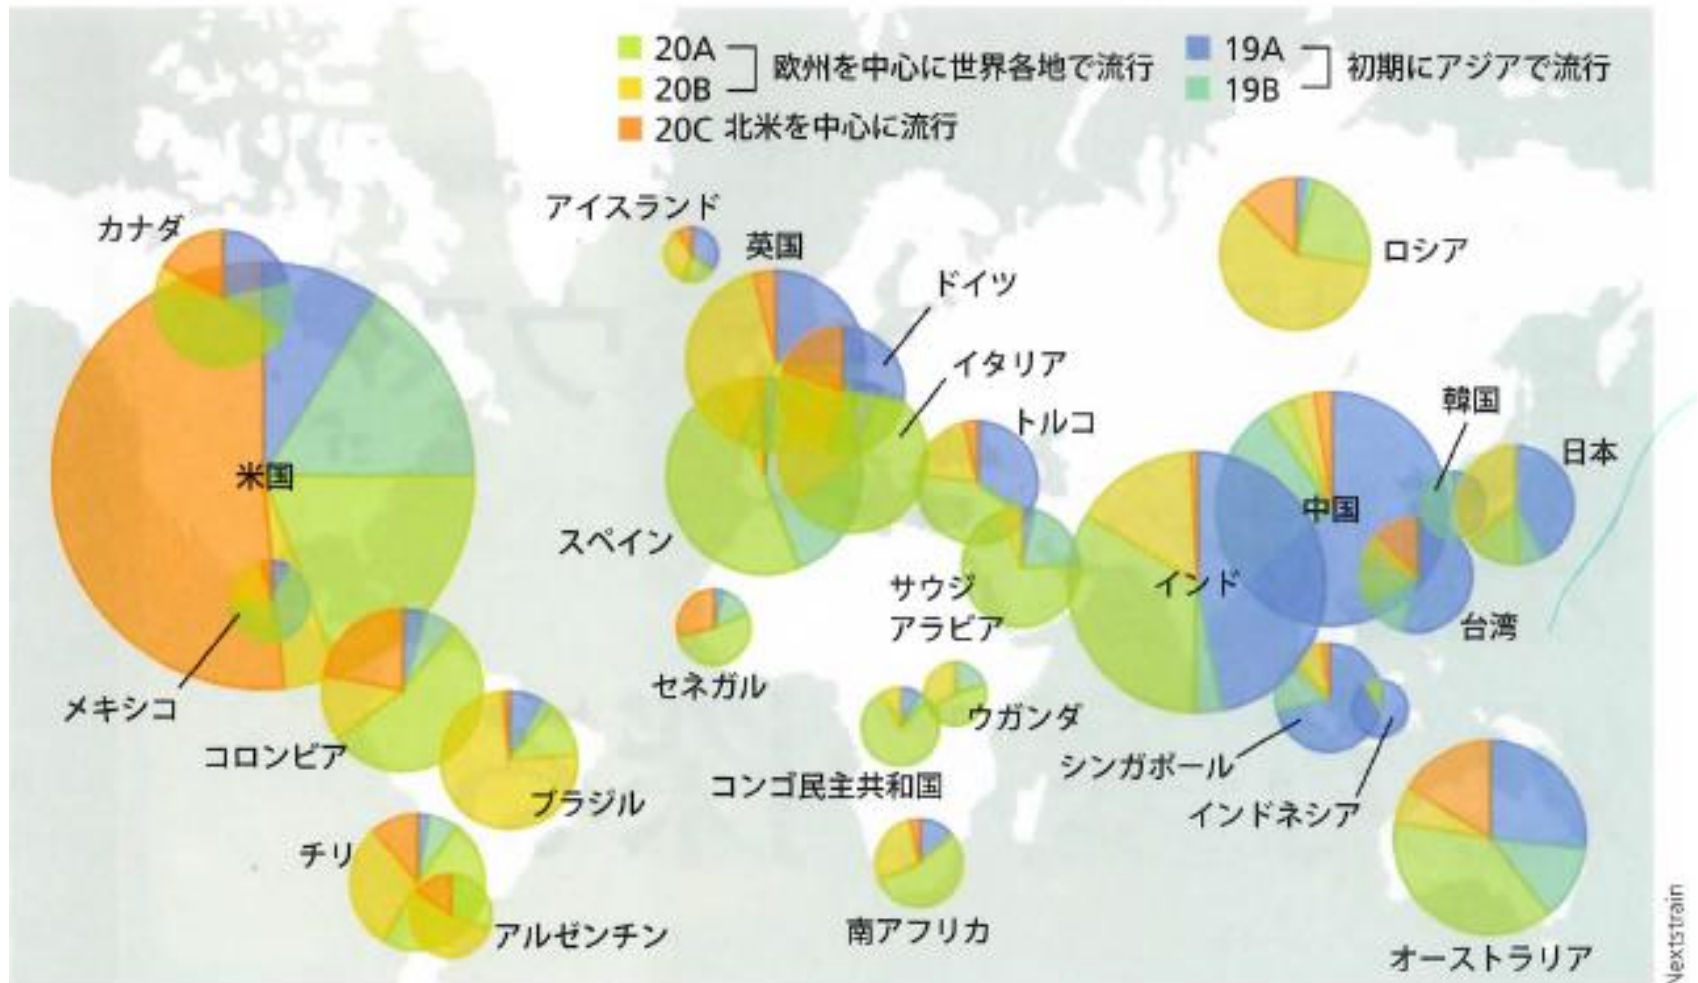 20A
20B
欧州を中心に世界各地で流行
20C 北米を中心に流行
19A
19B
初期にアジアで流行
カナダ
アイスランド
英国
ドイツ
イタリア
トルコ
ロシア
韓国
日本
米国
中国
スペイン
サウジ
アラビア
インド
台湾
メキシコ
セネガル
ウガンダ
コロンビア
コンゴ民主共和国
シンガポール
インドネシア
ブラジル
チリ
アルゼンチン
南アフリカ
オーストラリア
Nextstrain